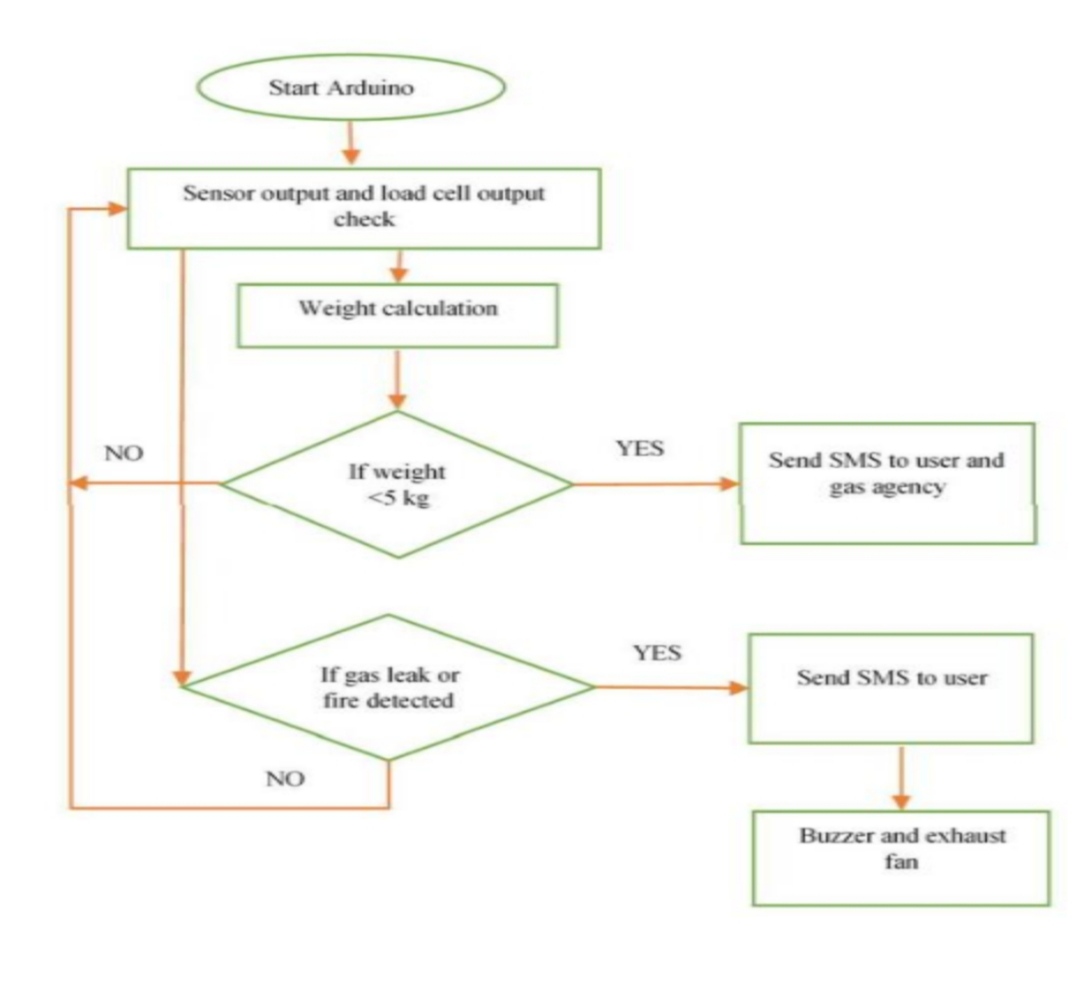 Start Arduino
Sensor output and load cell output
check
Weight calculation
NO
If weight
<5 kg
YES
Send SMS to user and
gas agency
If gas leak or
fire detected
YES
Send SMS to user
NO
Buzzer and exhaust
fan